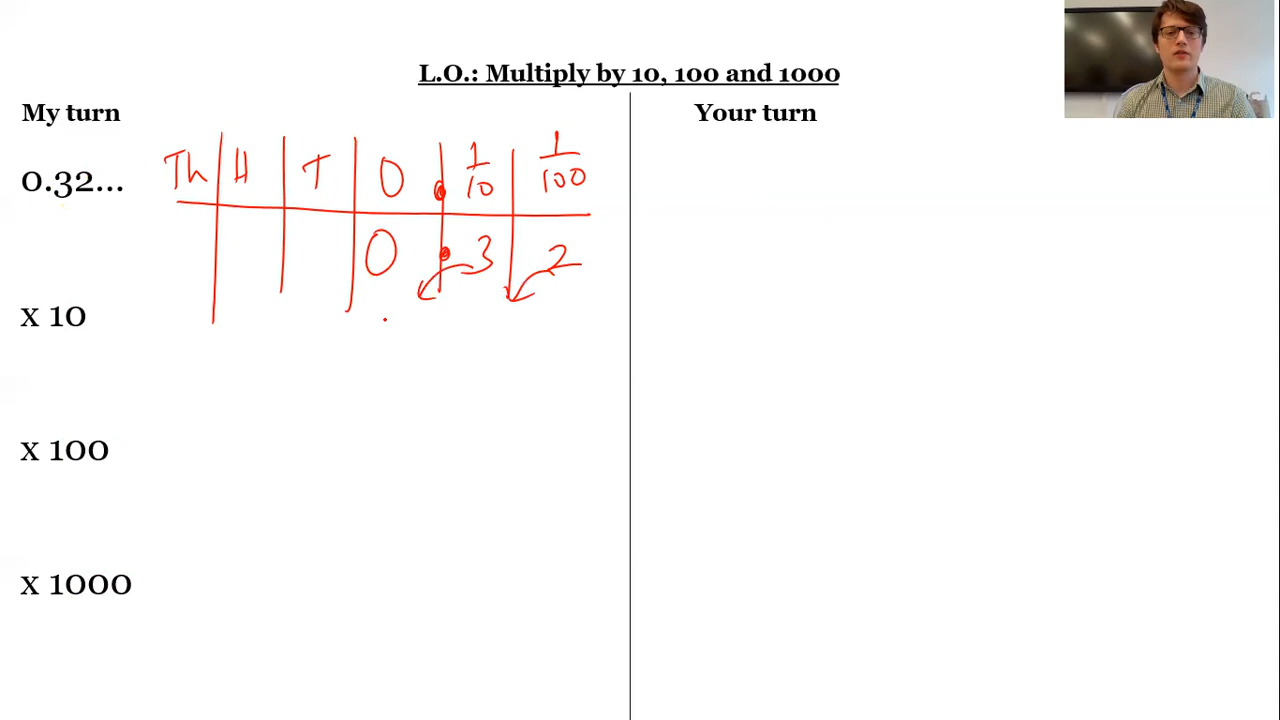 L.O.: Multiply by 10, 100 and 1000
My turn
Your turn
0.32...
Th H T O . 1/10 1/100
0 . 3 2
x 10
x 100
x 1000